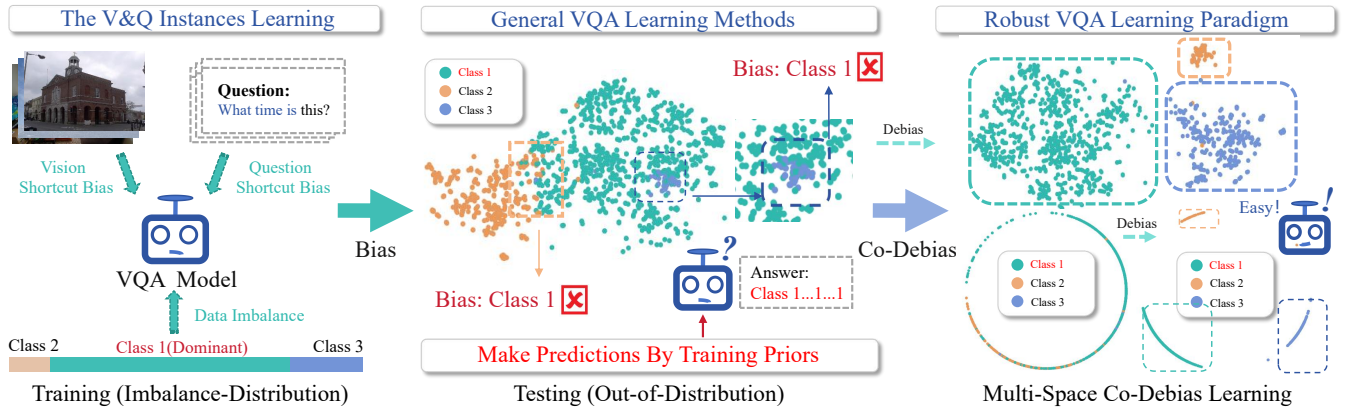 The V&Q Instances Learning
Question:
What time is this?
Vision
Shortcut Bias
Question
Shortcut Bias
VQA Model
Data Imbalance
Class 2
Class 1(Dominant)
Class 3
Training (Imbalance-Distribution)
Bias
General VQA Learning Methods
Class 1
Class 2
Class 3
Bias: Class 1
Bias: Class 1
?
Answer:
Class 1...1...1
Make Predictions By Training Priors
Testing (Out-of-Distribution)
Debias
Co-Debias
Robust VQA Learning Paradigm
Class 1
Class 2
Class 3
Debias
Easy!
!
Class 1
Class 2
Class 3
Multi-Space Co-Debias Learning